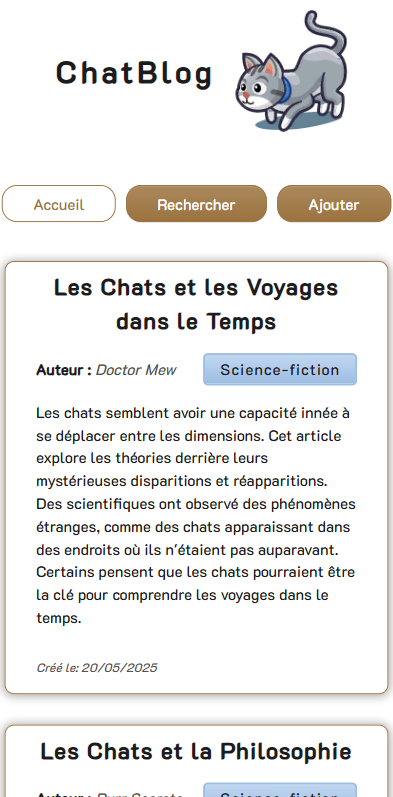 ChatBlog
Accueil
Rechercher
Ajouter
Les Chats et les Voyages
dans le Temps
Auteur : Doctor Mew
Science-fiction
Les chats semblent avoir une capacité innée à
se déplacer entre les dimensions. Cet article
explore les théories derrière leurs
mystérieuses disparitions et réapparitions.
Des scientifiques ont observé des phénomènes
étranges, comme des chats apparaissant dans
des endroits où ils n'étaient pas auparavant.
Certains pensent que les chats pourraient être
la clé pour comprendre les voyages dans le
temps.
Créé le: 20/05/2025
Les Chats et la Philosophie
Auteur : Purr Socrate
Science-fiction